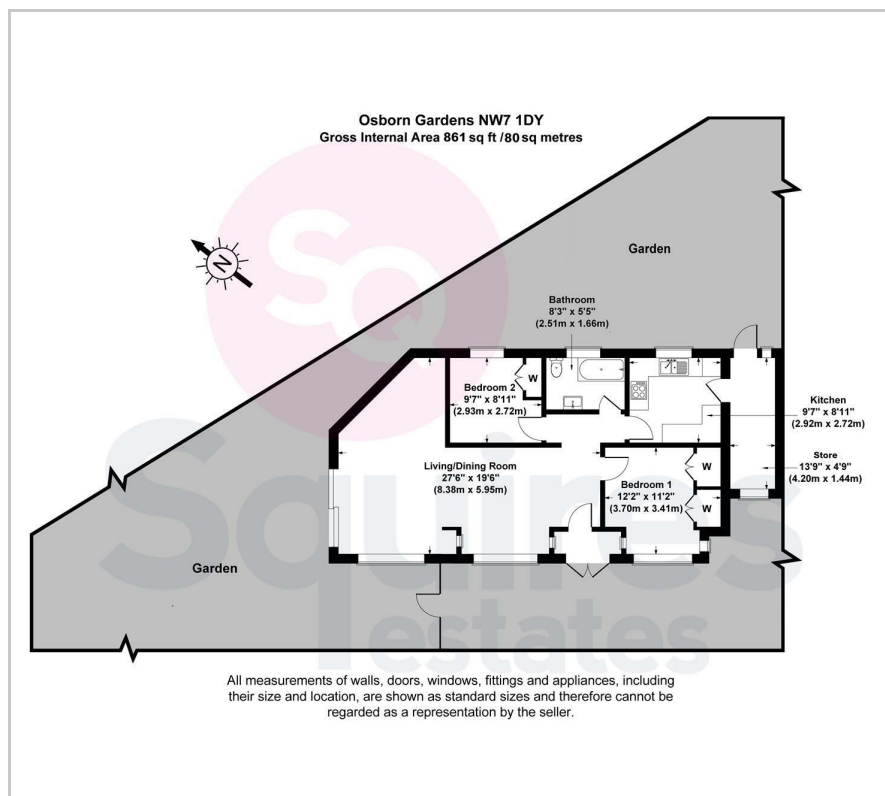 Osborn Gardens NW7 1DY
Gross Internal Area 861 sq ft / 80 sq metres
SQ
N
Garden
Bathroom
8'3" x 5'5"
(2.51m x 1.66m)
Bedroom 2
9'7" x 8'11"
(2.93m x 2.72m)
W
Kitchen
9'7" x 8'11"
(2.92m x 2.72m)
Store
13'9" x 4'9"
(4.20m x 1.44m)
Living/Dining Room
27'6" x 19'6"
(8.38m x 5.95m)
Bedroom 1
12'2" x 11'2"
(3.70m x 3.41m)
W
W
Garden
Squires
estates
All measurements of walls, doors, windows, fittings and appliances, including
their size and location, are shown as standard sizes and therefore cannot be
regarded as a representation by the seller.